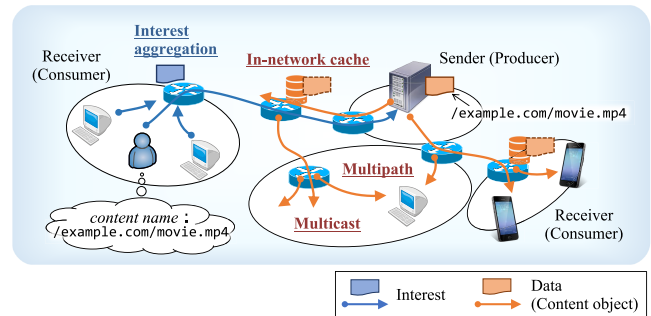 Interest
aggregation
Receiver
(Consumer)
In-network cache
Sender (Producer)
/example.com/movie.mp4
Multipath
Multicast
content name :
/example.com/movie.mp4
Receiver
(Consumer)
Interest
Data
(Content object)